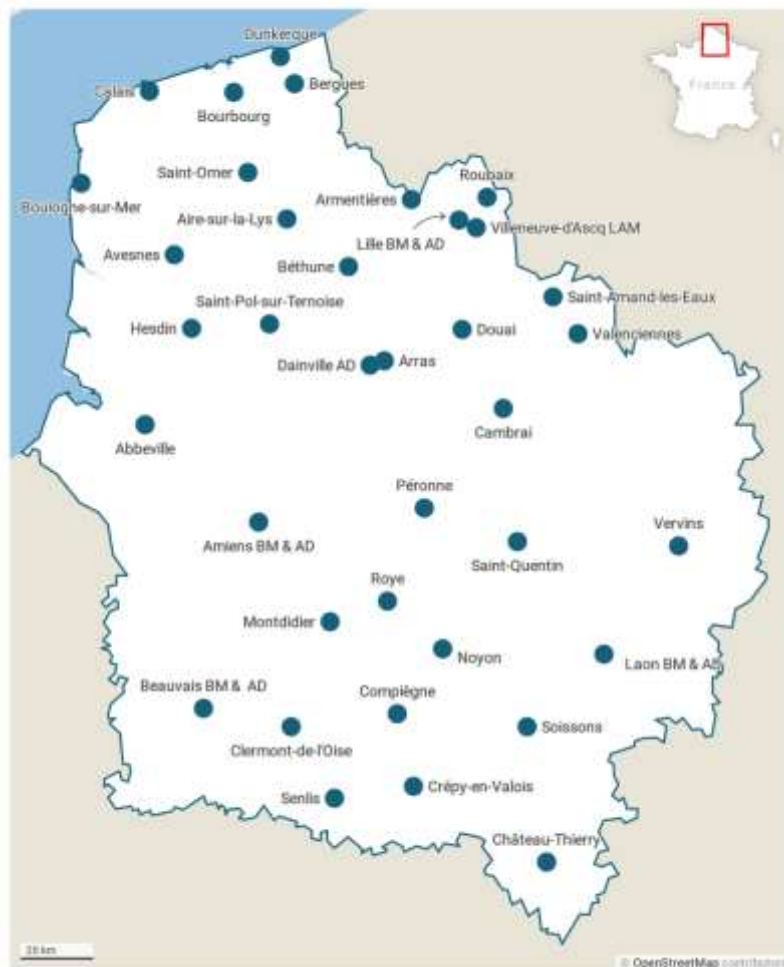 Dunkerque
France
Calais
Bergues
Bourbourg
Saint-Omer
Roubaix
Boulogne-sur-Mer
Armentières
Aire-sur-la-Lys
Villeneuve-d'Ascq LAM
Lille BM & AD
Avesnes
Béthune
Saint-Amand-les-Eaux
Saint-Pol-sur-Ternoise
Hesdin
Douai
Valenciennes
Dainville AD
Arras
Cambrai
Abbeville
Péronne
Vervins
Amiens BM & AD
Saint-Quentin
Roye
Montdidier
Noyon
Laon BM & AD
Beauvais BM & AD
Compiègne
Clermont-de-l'Oise
Soissons
Senlis
Crépy-en-Valois
Château-Thierry
© OpenStreetMap contributors